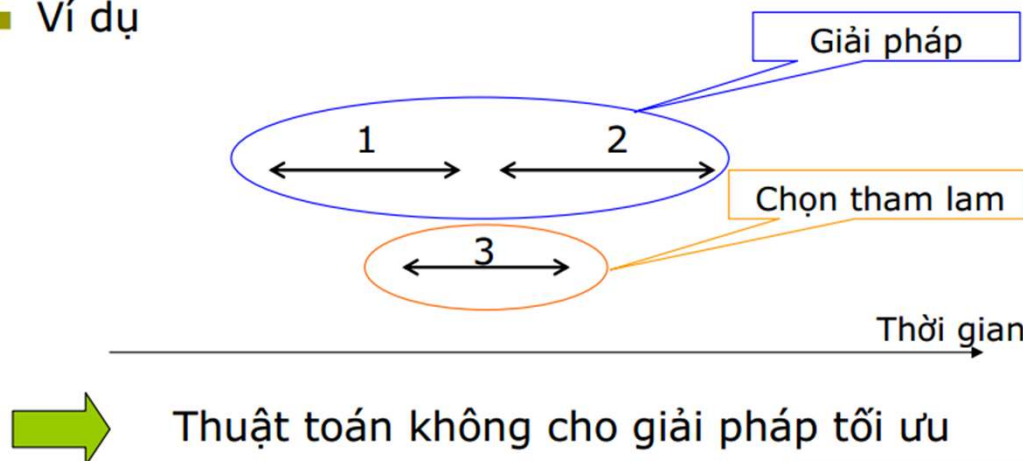 Ví dụ
Giải pháp
1
2
Chọn tham lam
3
Thời gian
Thuật toán không cho giải pháp tối ưu